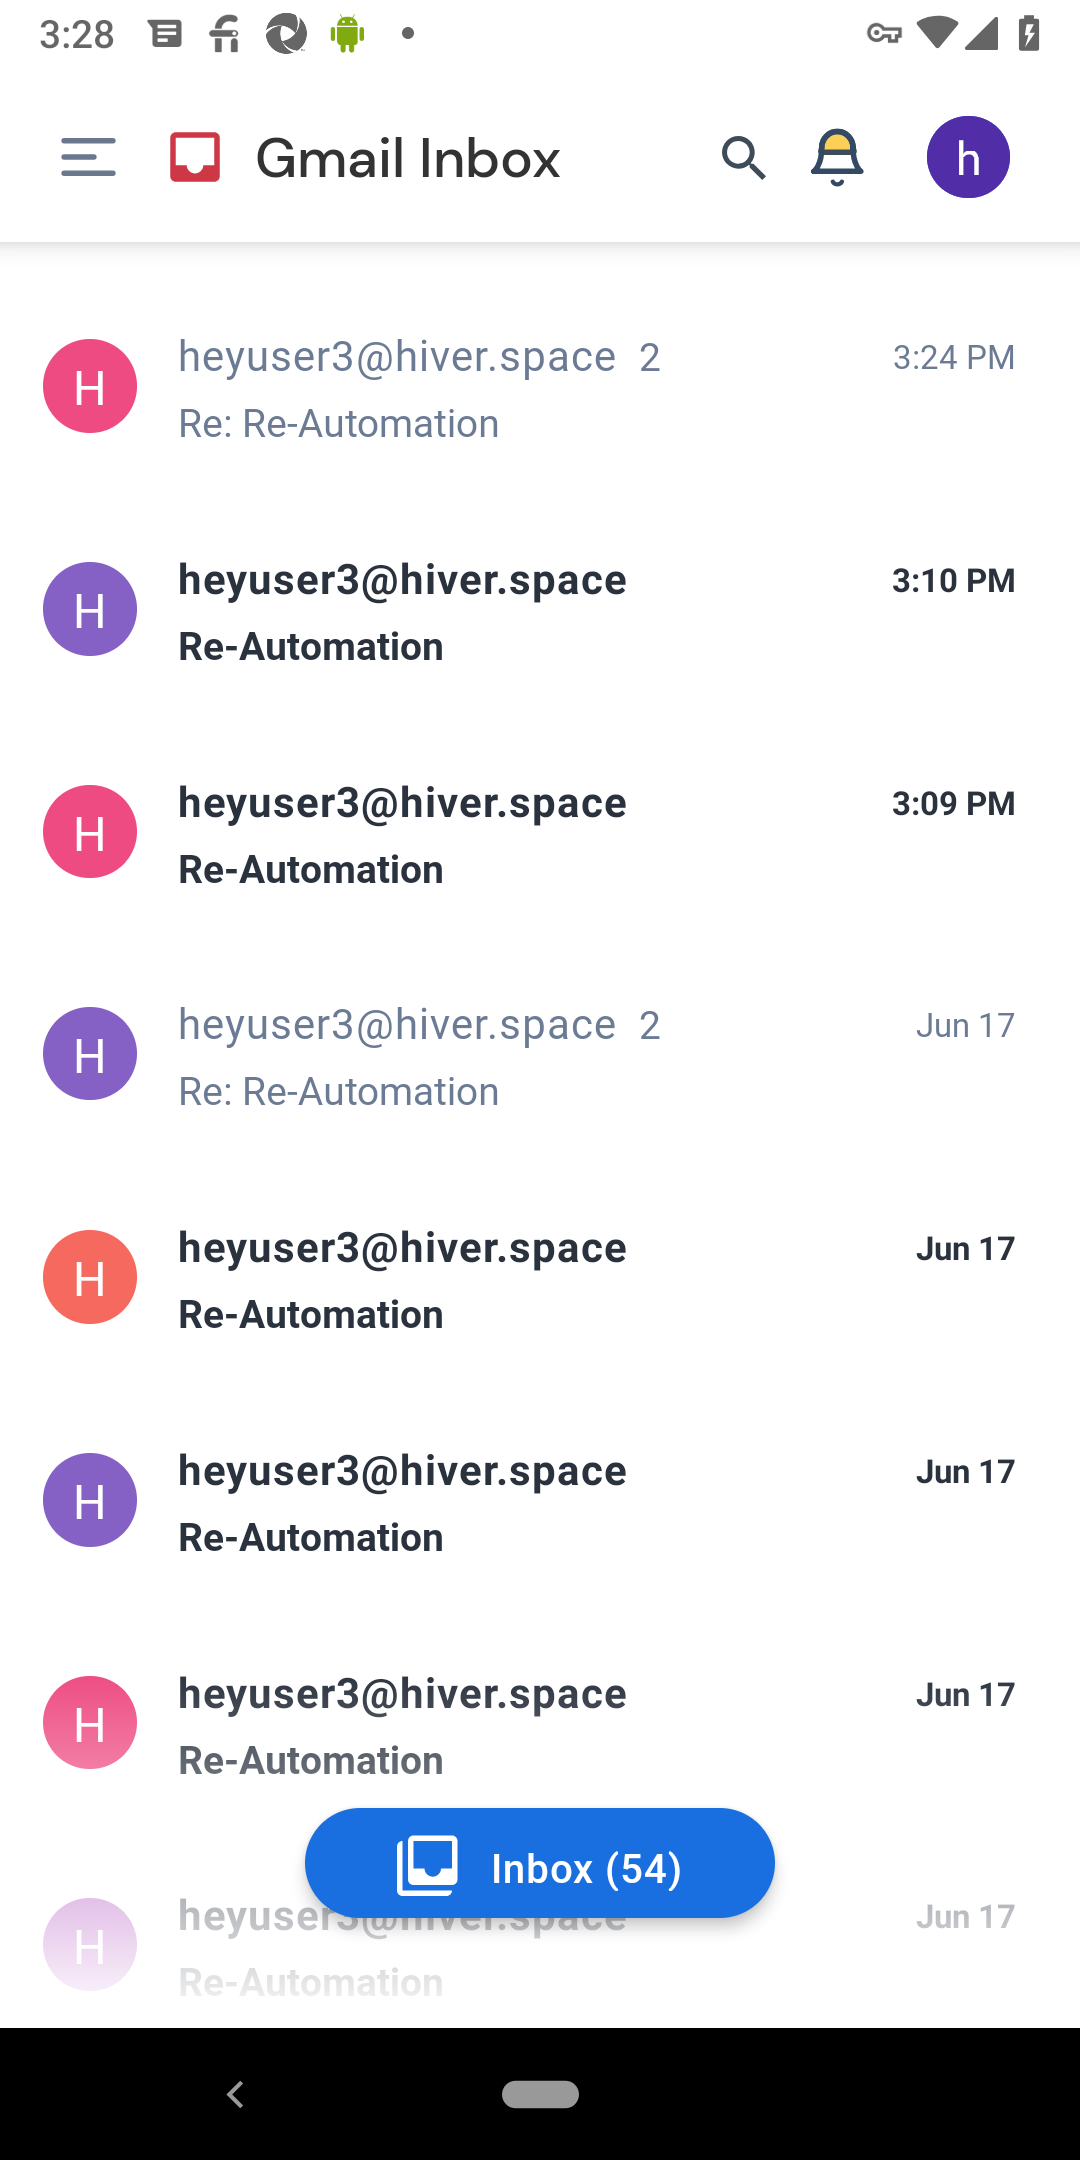 3:28
Gmail Inbox
h
H
heyuser3@hiver.space 2
3:24 PM
Re: Re-Automation
H
heyuser3@hiver.space
3:10 PM
Re-Automation
H
heyuser3@hiver.space
3:09 PM
Re-Automation
H
heyuser3@hiver.space 2
Jun 17
Re: Re-Automation
H
heyuser3@hiver.space
Jun 17
Re-Automation
H
heyuser3@hiver.space
Jun 17
Re-Automation
H
heyuser3@hiver.space
Jun 17
Re-Automation
Inbox (54)
H
heyuser3@hiver.space
Jun 17
Re-Automation